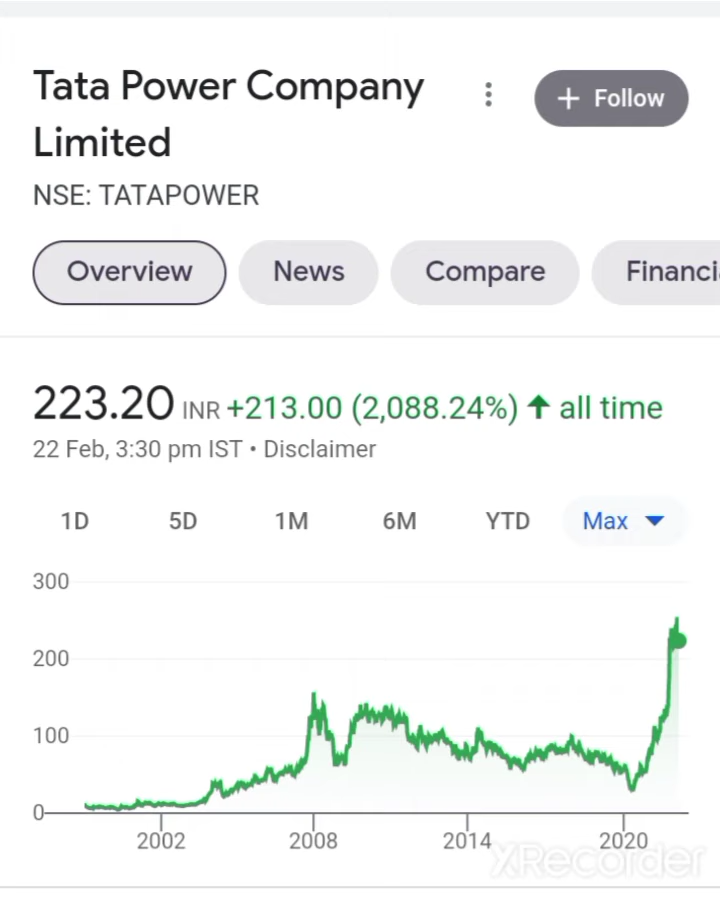 Tata Power Company
Limited
+ Follow
NSE: TATAPOWER
Overview News Compare Financi
223.20 INR +213.00 (2,088.24%) ↑ all time
22 Feb, 3:30 pm IST • Disclaimer
1D 5D 1M 6M YTD Max
300
200
100
0
2002 2008 2014 2020
XRecorder